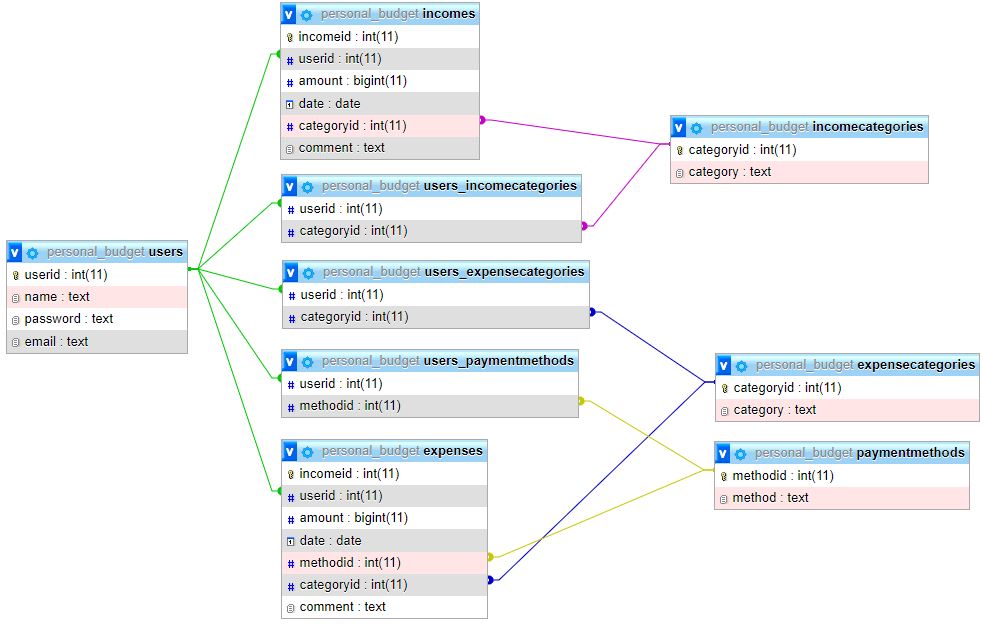 personal_budget incomes
incomeid : int(11)
userid : int(11)
amount : bigint(11)
date : date
categoryid : int(11)
comment : text
personal_budget incomecategories
categoryid : int(11)
category : text
personal_budget users_incomecategories
userid : int(11)
categoryid : int(11)
personal_budget users
userid : int(11)
name : text
password : text
email : text
personal_budget users_expensecategories
userid : int(11)
categoryid : int(11)
personal_budget users_paymentmethods
userid : int(11)
methodid : int(11)
personal_budget expensecategories
categoryid : int(11)
category : text
personal_budget expenses
incomeid : int(11)
userid : int(11)
amount : bigint(11)
date : date
methodid : int(11)
categoryid : int(11)
comment : text
personal_budget paymentmethods
methodid : int(11)
method : text